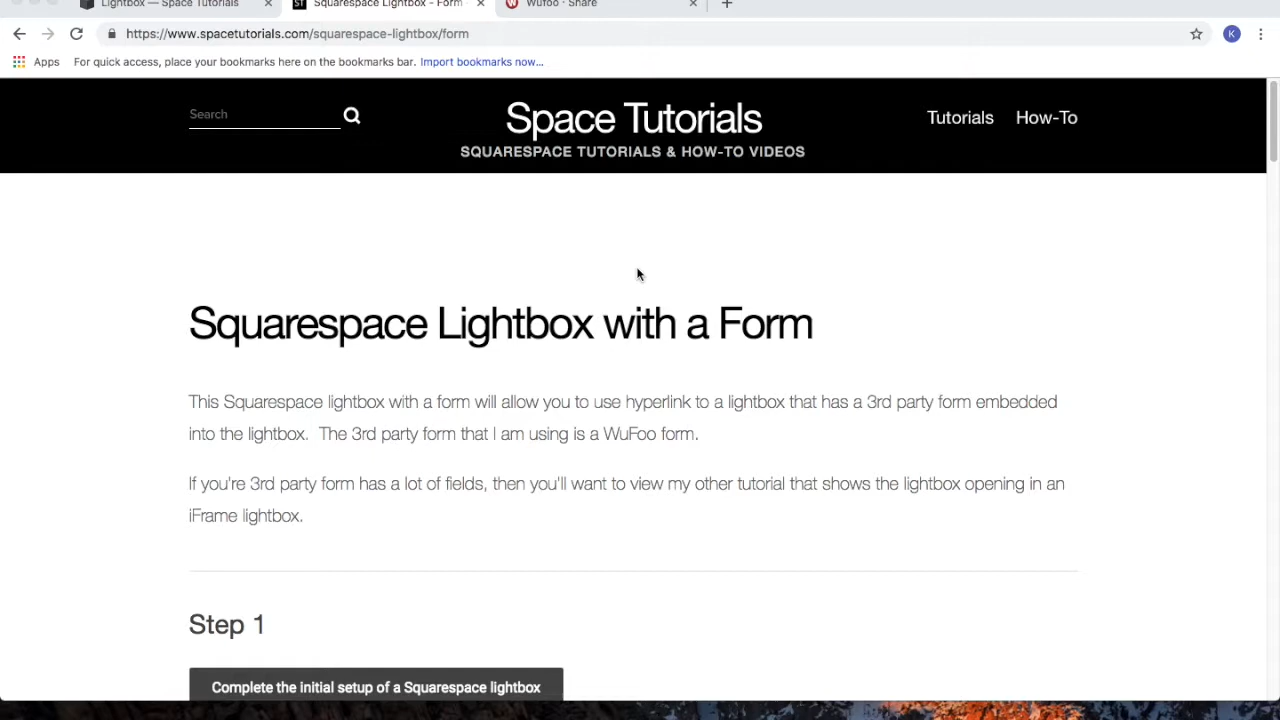 Lightbox — Space Tutorials
Squarespace Lightbox - Form
Wufoo · Share
https://www.spacetutorials.com/squarespace-lightbox/form
K
Apps
For quick access, place your bookmarks here on the bookmarks bar. Import bookmarks now...
Search
Space Tutorials
SQUARESPACE TUTORIALS & HOW-TO VIDEOS
Tutorials
How-To
Squarespace Lightbox with a Form
This Squarespace lightbox with a form will allow you to use hyperlink to a lightbox that has a 3rd party form embedded
into the lightbox. The 3rd party form that I am using is a WuFoo form.
If you're 3rd party form has a lot of fields, then you'll want to view my other tutorial that shows the lightbox opening in an
iFrame lightbox.
Step 1
Complete the initial setup of a Squarespace lightbox